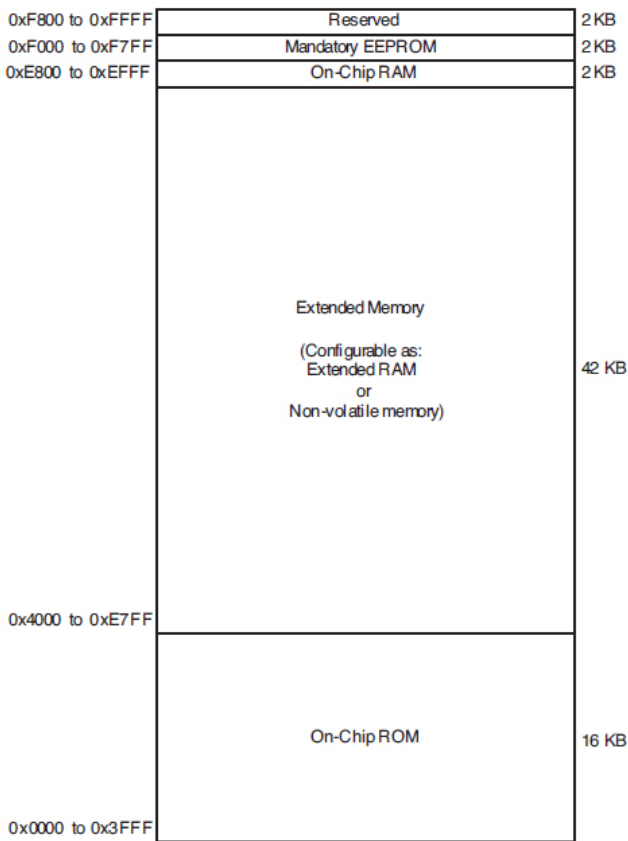 0xF800 to 0xFFFF Reserved 2 KB
0xF000 to 0xF7FF Mandatory EEPROM 2 KB
0xE800 to 0xEFFF On-Chip RAM 2 KB
Extended Memory
(Configurable as:
Extended RAM 42 KB
or
Non-volatile memory)
0x4000 to 0xE7FF
On-Chip ROM 16 KB
0x0000 to 0x3FFF